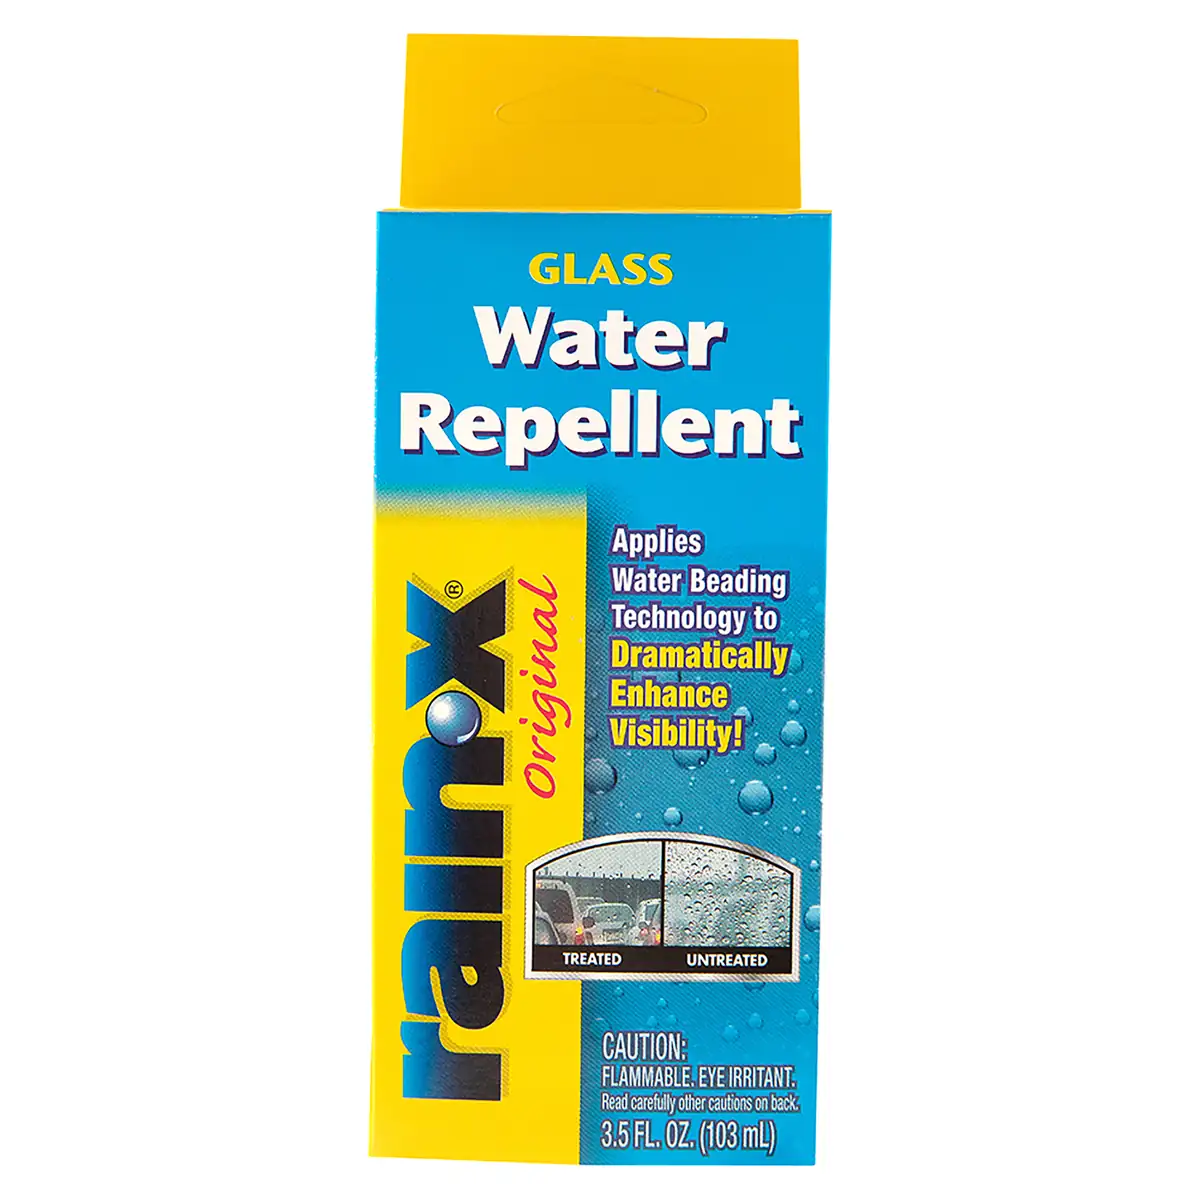 GLASS
Water
Repellent
Applies
Water Beading
Technology to
Dramatically
Enhance
Visibility!
rain·x®
Original
TREATED UNTREATED
CAUTION:
FLAMMABLE. EYE IRRITANT.
Read carefully other cautions on back.
3.5 FL. OZ. (103 mL)